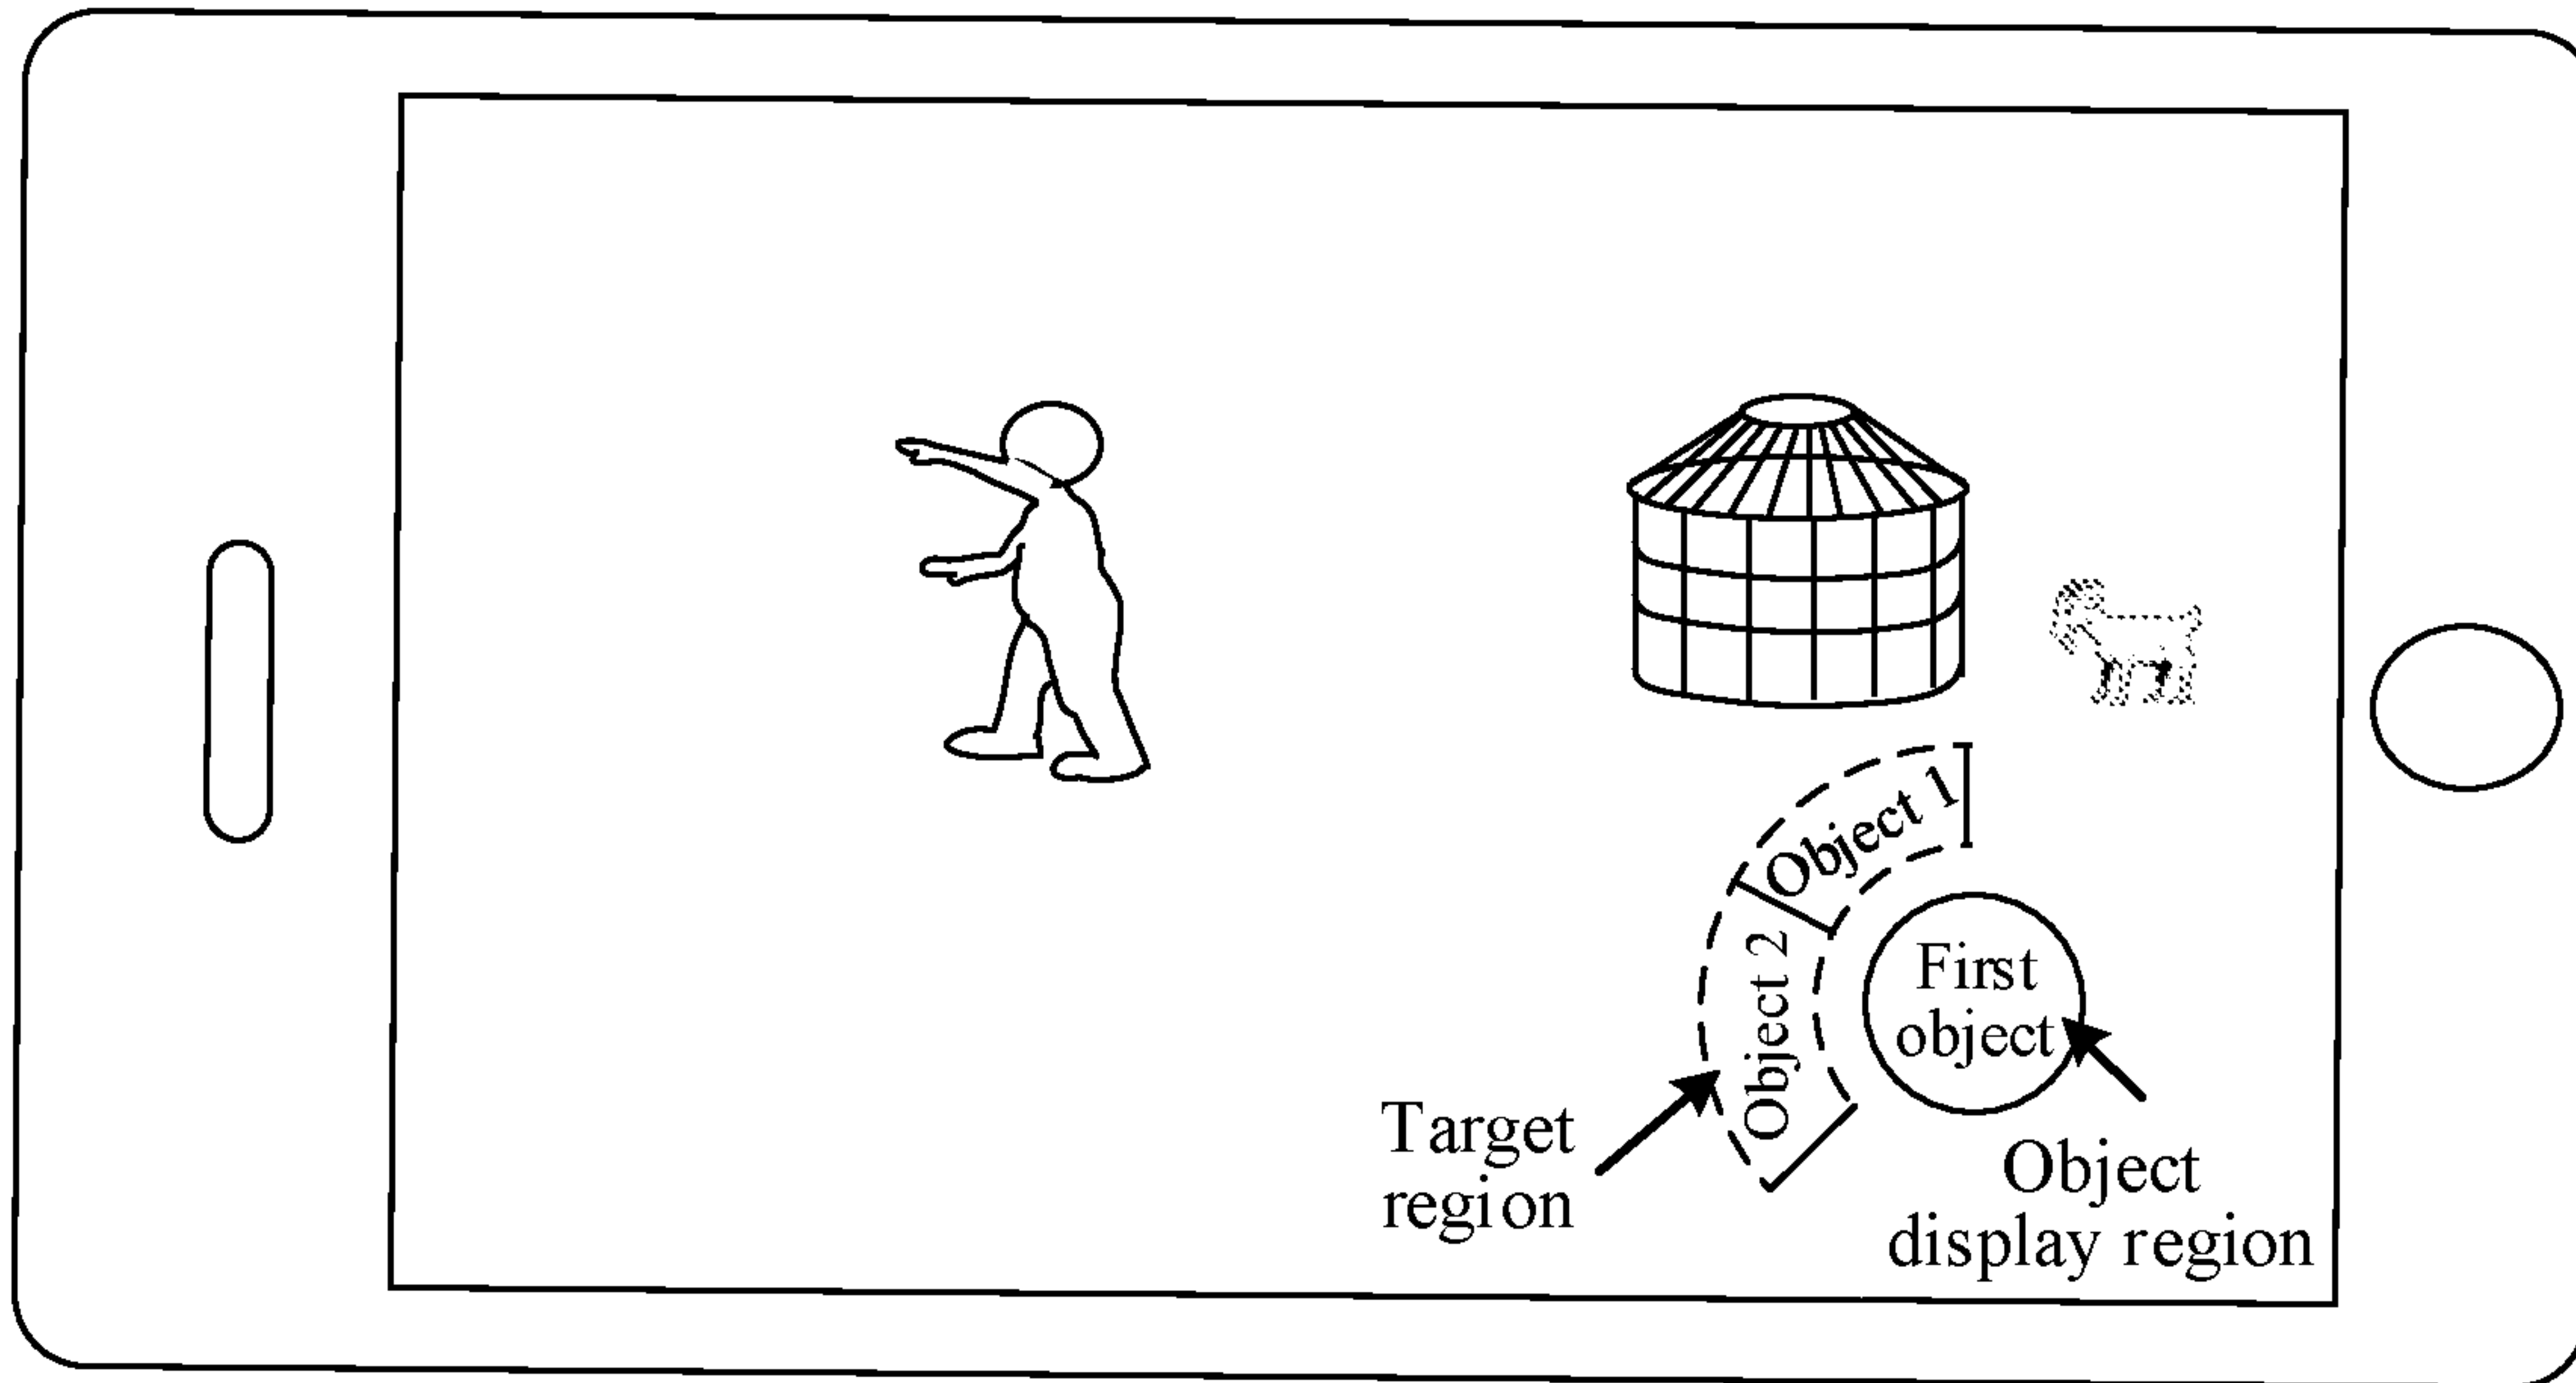 Object 1
Object 2
First
object
Target
region
Object
display region